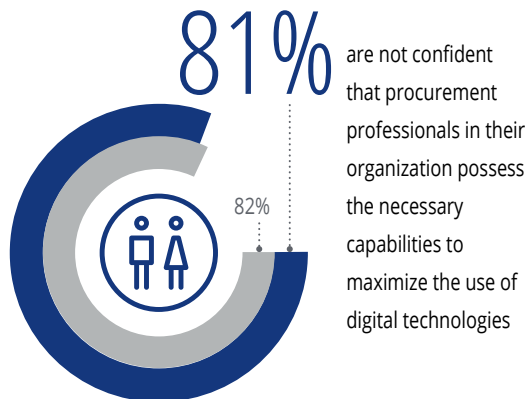 81%
are not confident
that procurement
professionals in their
organization possess
the necessary
capabilities to
maximize the use of
digital technologies
82%